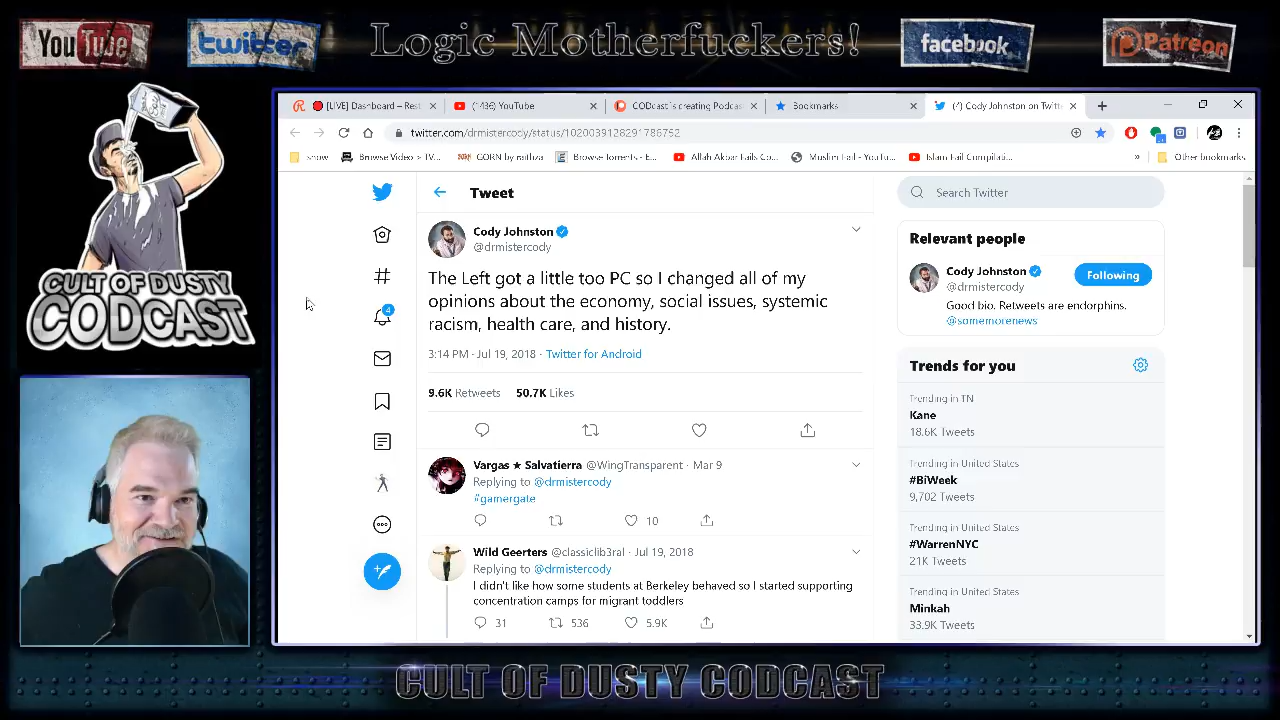 YouTube
twitter
Logic Motherfuckers!
facebook
Patreon
CULT OF DUSTY
CODCAST
[LIVE] Dashboard – Rest
(1436) YouTube
CODcast is creating Podca
Bookmarks
(4) Cody Johnston on Twitt
twitter.com/drmistercody/status/1020039128291786752
snow
Browse Video > TV...
GORN by raithza
Browse Torrents - E...
Allah Akbar Fails Co...
Muslim Fail - YouTu...
Islam Fail Compilati...
»
Other bookmarks
Tweet
Cody Johnston
@drmistercody
The Left got a little too PC so I changed all of my
opinions about the economy, social issues, systemic
racism, health care, and history.
3:14 PM · Jul 19, 2018 · Twitter for Android
9.6K Retweets 50.7K Likes
Vargas ★ Salvatierra @WingTransparent · Mar 9
Replying to @drmistercody
#gamergate
10
Wild Geerters @classiclib3ral · Jul 19, 2018
Replying to @drmistercody
I didn't like how some students at Berkeley behaved so I started supporting
concentration camps for migrant toddlers
31 536 5.9K
4
Search Twitter
Relevant people
Cody Johnston
@drmistercody
Following
Good bio. Retweets are endorphins.
@somemorenews
Trends for you
Trending in TN
Kane
18.6K Tweets
Trending in United States
#BiWeek
9,702 Tweets
Trending in United States
#WarrenNYC
21K Tweets
Trending in United States
Minkah
33.9K Tweets
CULT OF DUSTY CODCAST